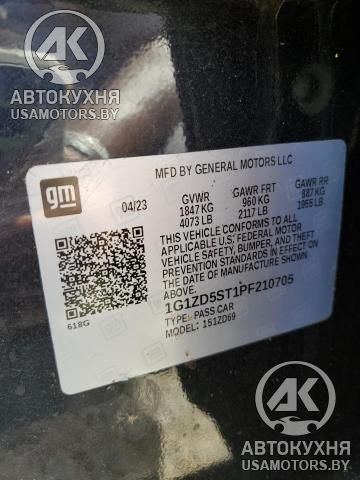 АК
АВТОКУХНЯ
USAMOTORS.BY
MFD BY GENERAL MOTORS LLC
gm
04/23
GVWR
1847 KG
4073 LB
GAWR FRT
960 KG
2117 LB
GAWR RR
887 KG
1955 LB
THIS VEHICLE CONFORMS TO ALL
APPLICABLE U.S. FEDERAL MOTOR
VEHICLE SAFETY, BUMPER, AND THEFT
PREVENTION STANDARDS IN EFFECT
ON THE DATE OF MANUFACTURE
SHOWN ABOVE.
1G1ZD5ST1PF210705
TYPE: PASS CAR
MODEL: 1S1ZD69
618G
АК
АВТОКУХНЯ
USAMOTORS.BY